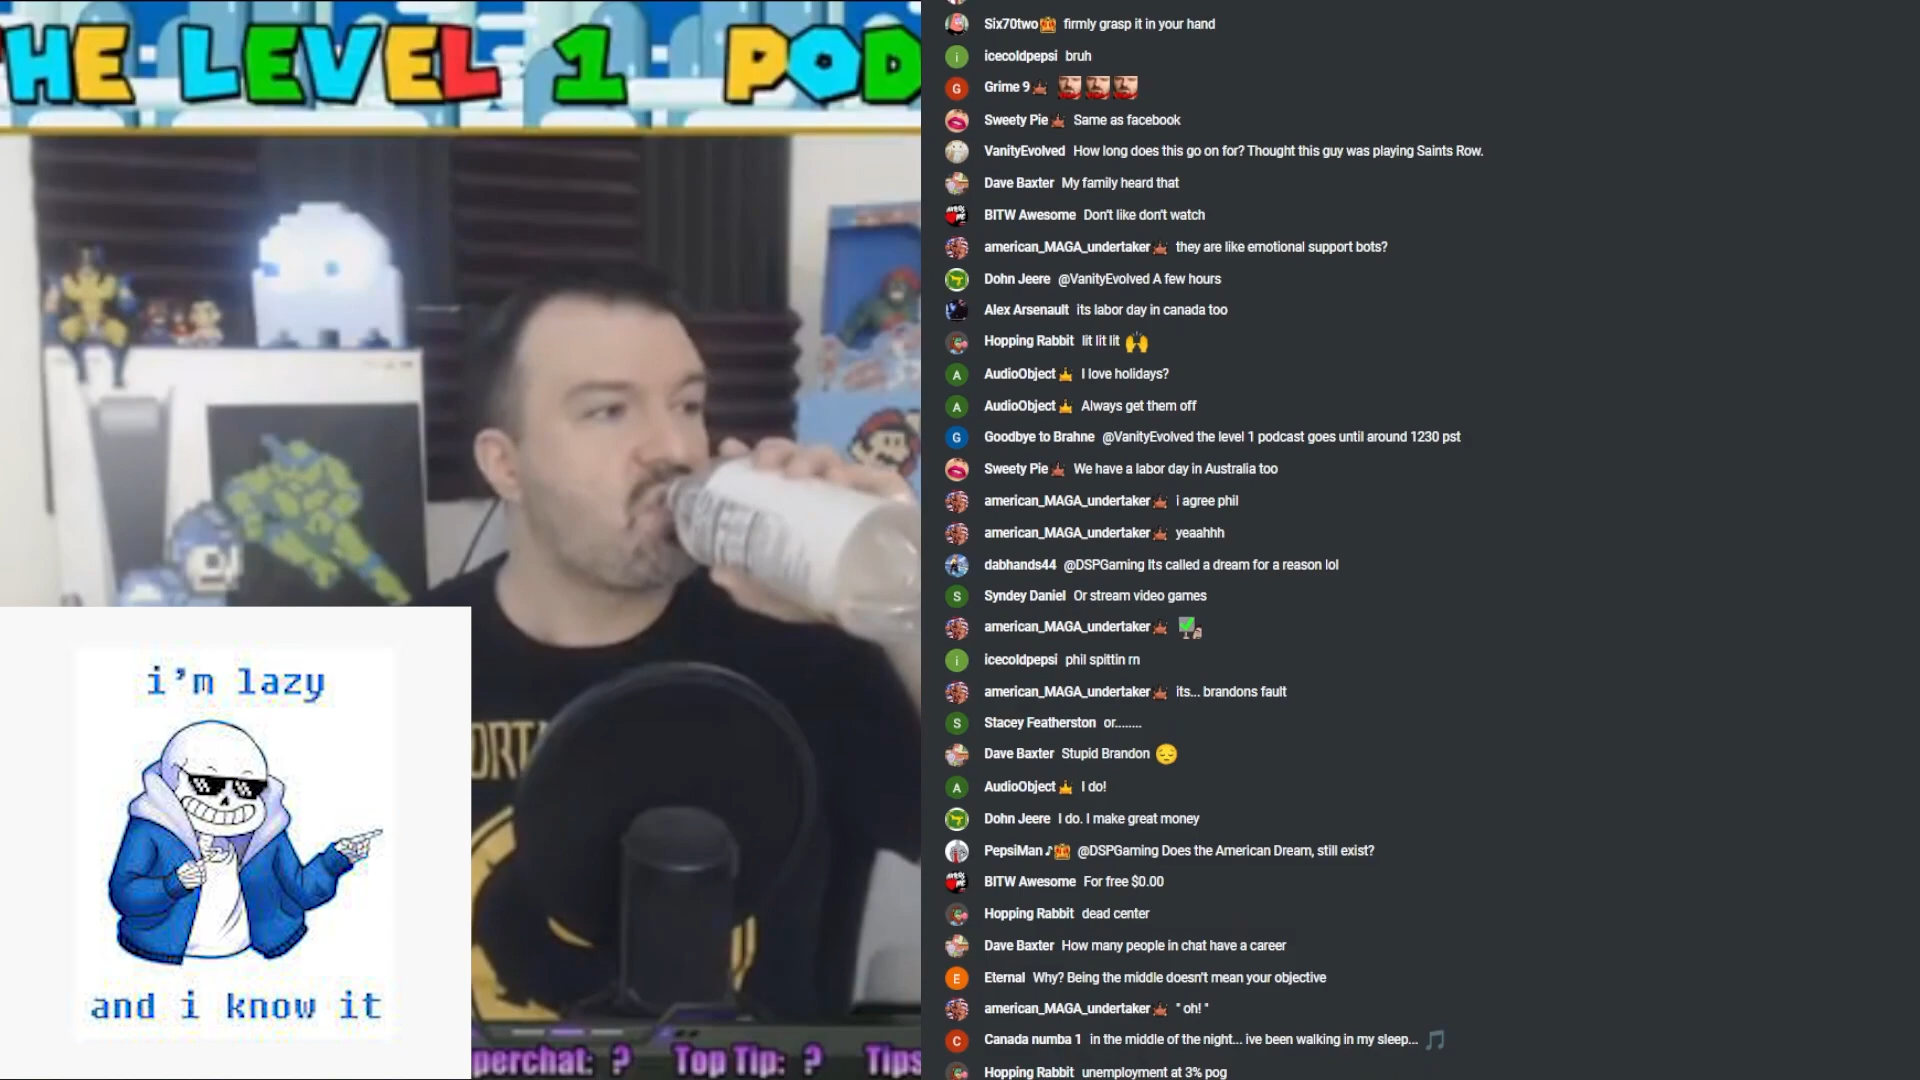 HE LEVEL 1 POD
i'm lazy
and i know it
ORT
perchat: ? Top Tip: ? Tips
Six70two firmly grasp it in your hand
icecoldpepsi bruh
Grime 9
Sweety Pie Same as facebook
VanityEvolved How long does this go on for? Thought this guy was playing Saints Row.
Dave Baxter My family heard that
BITW Awesome Don't like don't watch
american_MAGA_undertaker they are like emotional support bots?
Dohn Jeere @VanityEvolved A few hours
Alex Arsenault its labor day in canada too
Hopping Rabbit lit lit lit
AudioObject I love holidays?
AudioObject Always get them off
Goodbye to Brahne @VanityEvolved the level 1 podcast goes until around 1230 pst
Sweety Pie We have a labor day in Australia too
american_MAGA_undertaker i agree phil
american_MAGA_undertaker yeaahhh
dabhands44 @DSPGaming Its called a dream for a reason lol
Syndey Daniel Or stream video games
american_MAGA_undertaker
icecoldpepsi phil spittin rn
american_MAGA_undertaker its... brandons fault
Stacey Featherston or........
Dave Baxter Stupid Brandon
AudioObject I do!
Dohn Jeere I do. I make great money
PepsiMan ♪ @DSPGaming Does the American Dream, still exist?
BITW Awesome For free $0.00
Hopping Rabbit dead center
Dave Baxter How many people in chat have a career
Eternal Why? Being the middle doesn't mean your objective
american_MAGA_undertaker " oh! "
Canada numba 1 in the middle of the night... ive been walking in my sleep...
Hopping Rabbit unemployment at 3% pog